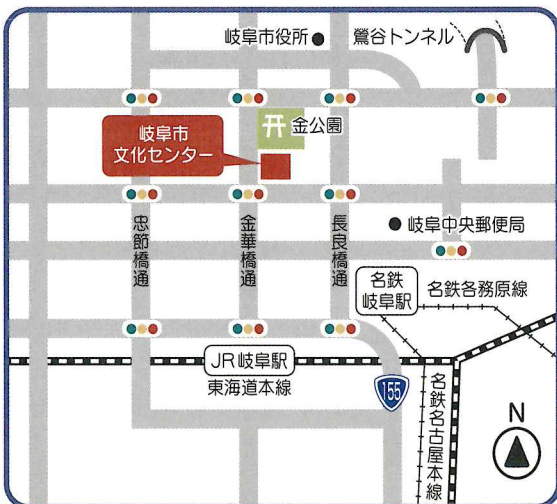 岐阜市役所
鶯谷トンネル
金公園
岐阜市
文化センター
忠節橋通
金華橋通
長良橋通
岐阜中央郵便局
名鉄
岐阜駅
名鉄各務原線
JR岐阜駅
東海道本線
155
名鉄名古屋本線
N